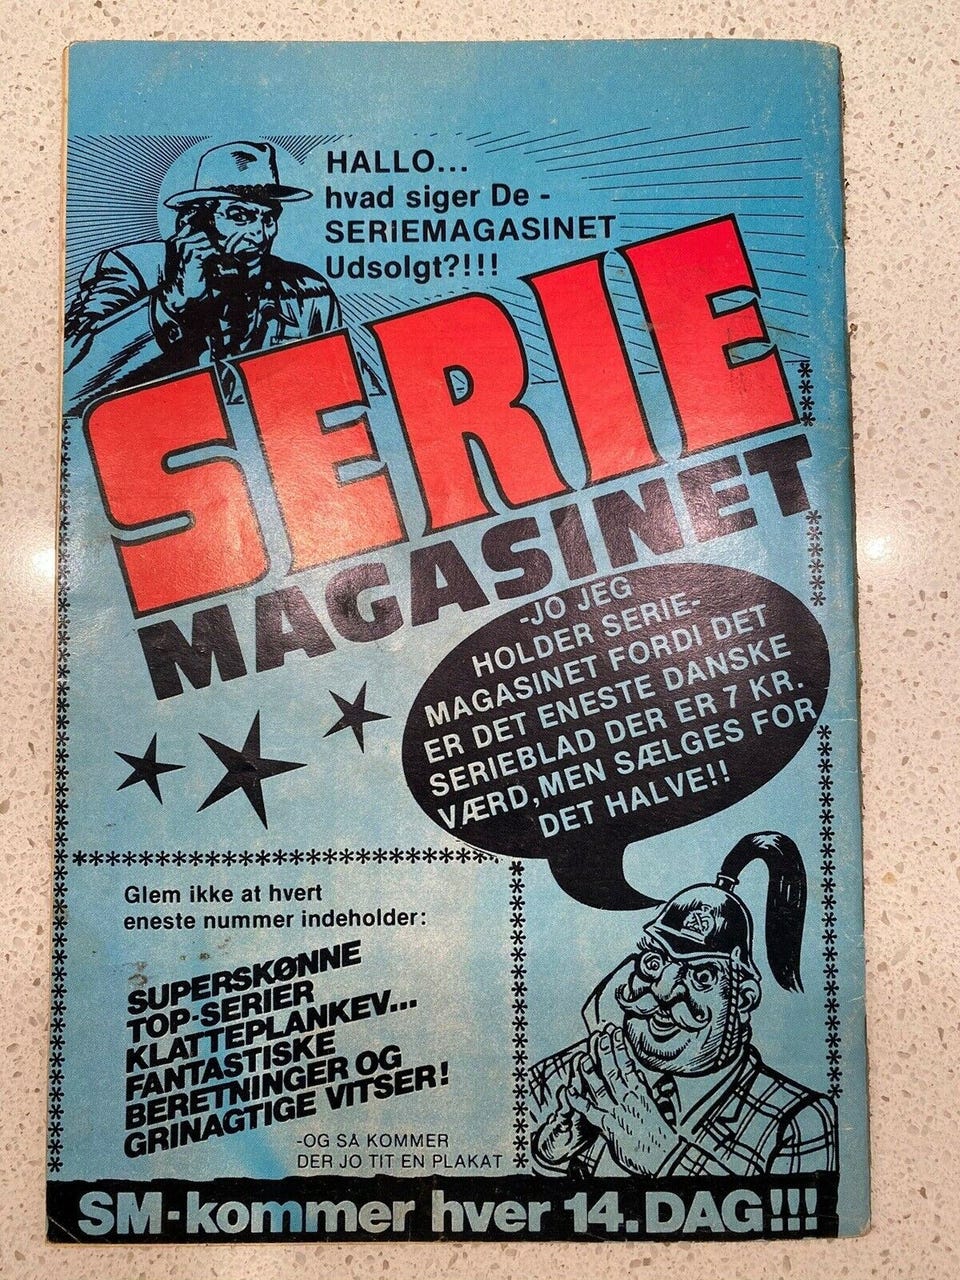 HALLO...
hvad siger De -
SERIEMAGASINET
Udsolgt?!!!
SERIE
MAGASINET
-JO JEG
HOLDER SERIE-
MAGASINET FORDI DET
ER DET ENESTE DANSKE
SERIEBLAD DER ER 7 KR.
VÆRD, MEN SÆLGES FOR
DET HALVE!!
Glem ikke at hvert
eneste nummer indeholder:
SUPERSKØNNE
TOP-SERIER
KLATTEPLANKEV...
FANTASTISKE
BERETNINGER OG
GRINAGTIGE VITSER!
-OG SA KOMMER
DER JO TIT EN PLAKAT
SM-kommer hver 14.DAG!!!